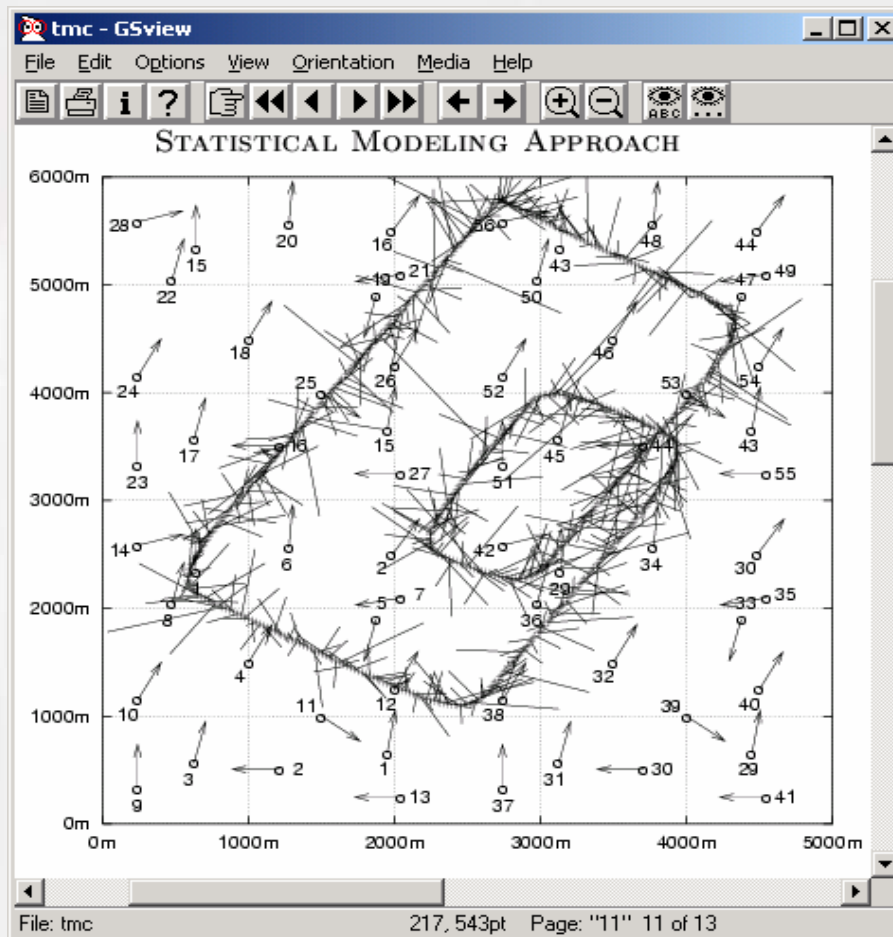 tmc - GSview
File Edit Options View Orientation Media Help
i ? ABC
STATISTICAL MODELING APPROACH
6000m
28 20 16 36 48 44
15 43
22 19 21 50 47 49
5000m
18 46
24 25 26 52 53 54
4000m
17 16 15 45 44 43
23 27 51 55
3000m
14 6 2 42 34 30
1 29
8 5 7 36 33 35
2000m
4 32
10 11 12 38 39 40
1000m
3 2 1 31 30 29
9 13 37 41
0m
0m 1000m 2000m 3000m 4000m 5000m
File: tmc 217, 543pt Page: "11" 11 of 13